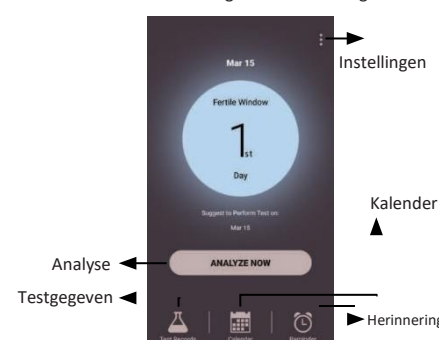 Instellingen
Mar 15
Fertile Window
1st
Day
Suggest to Perform Test on
Mar 15
Kalender
Analyse
ANALYZE NOW
Testgegeven
Herinnering
Test Records
Calendar
Reminder